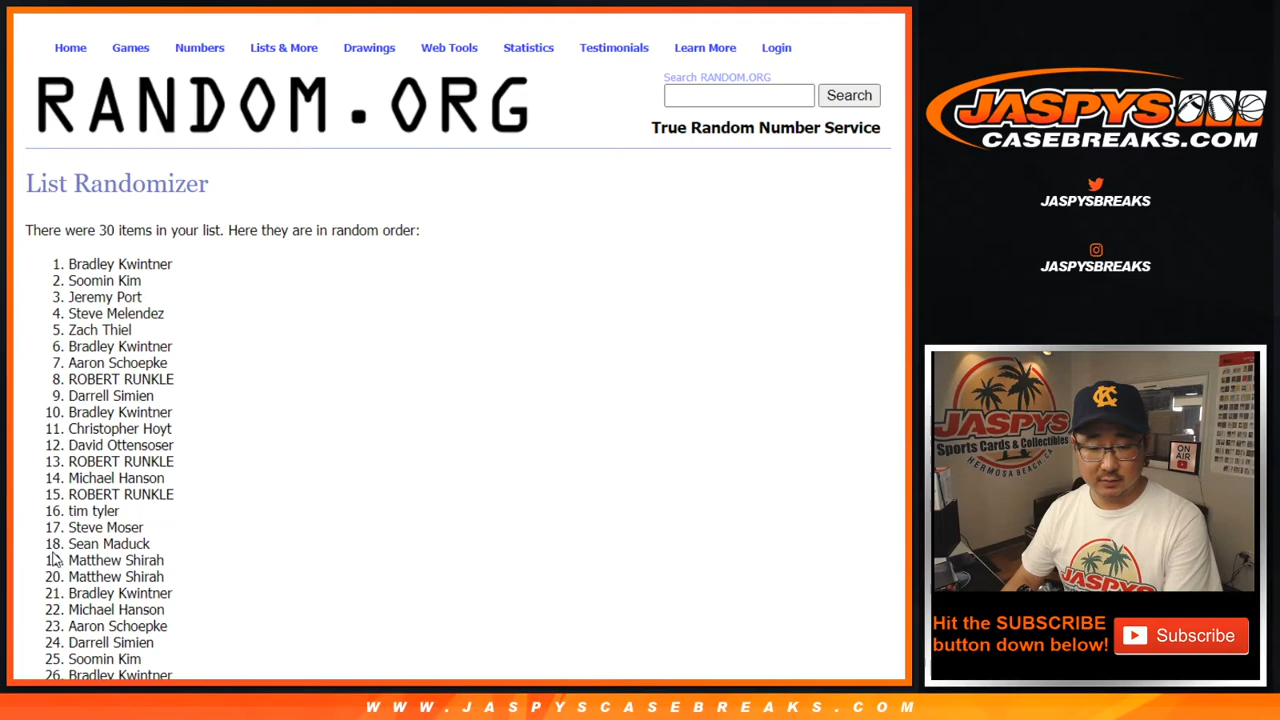 Home Games Numbers Lists & More Drawings Web Tools Statistics Testimonials Learn More Login
RANDOM.ORG
Search RANDOM.ORG
Search
True Random Number Service
List Randomizer
There were 30 items in your list. Here they are in random order:
1. Bradley Kwintner
2. Soomin Kim
3. Jeremy Port
4. Steve Melendez
5. Zach Thiel
6. Bradley Kwintner
7. Aaron Schoepke
8. ROBERT RUNKLE
9. Darrell Simien
10. Bradley Kwintner
11. Christopher Hoyt
12. David Ottensoser
13. ROBERT RUNKLE
14. Michael Hanson
15. ROBERT RUNKLE
16. tim tyler
17. Steve Moser
18. Sean Maduck
Matthew Shirah
20. Matthew Shirah
21. Bradley Kwintner
22. Michael Hanson
23. Aaron Schoepke
24. Darrell Simien
25. Soomin Kim
26. Bradley Kwintner
JASPYS
CASEBREAKS.COM
JASPYSBREAKS
JASPYSBREAKS
JASPYS
Sports Cards & Collectibles
HERMOSA BEACH CA
KC
ON
AIR
JASPYS
Hit the SUBSCRIBE
button down below!
Subscribe
WWW.JASPYSCASEBREAKS.COM